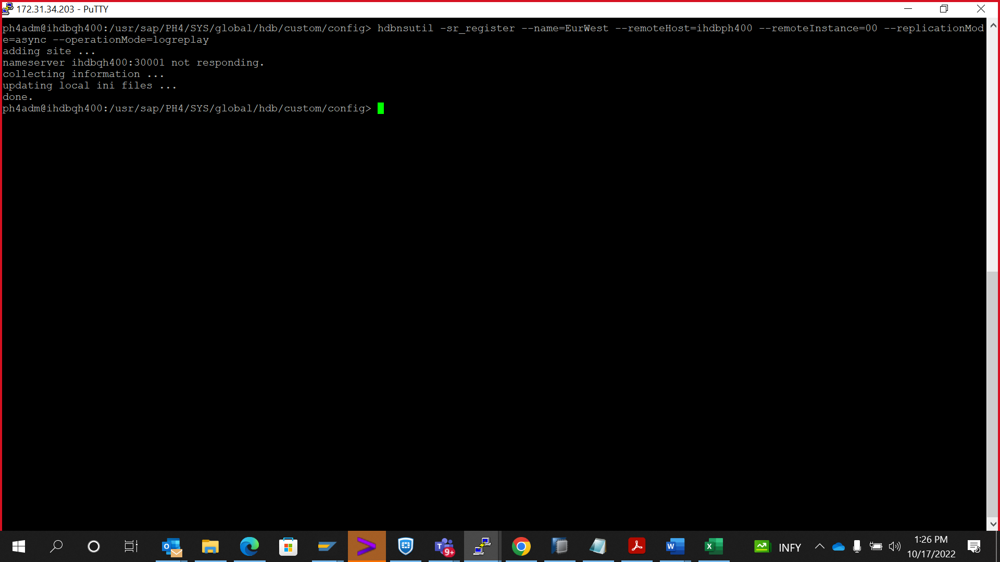 172.31.34.203 - PuTTY
ph4adm@ihdbqh400:/usr/sap/PH4/SYS/global/hdb/custom/config> hdbnsutil -sr_register --name=EurWest --remoteHost=ihdbph400 --remoteInstance=00 --replicationMod
e=async --operationMode=logreplay
adding site ...
nameserver ihdbqh400:30001 not responding.
collecting information ...
updating local ini files ...
done.
ph4adm@ihdbqh400:/usr/sap/PH4/SYS/global/hdb/custom/config>
9+
INFY
1:26 PM
10/17/2022